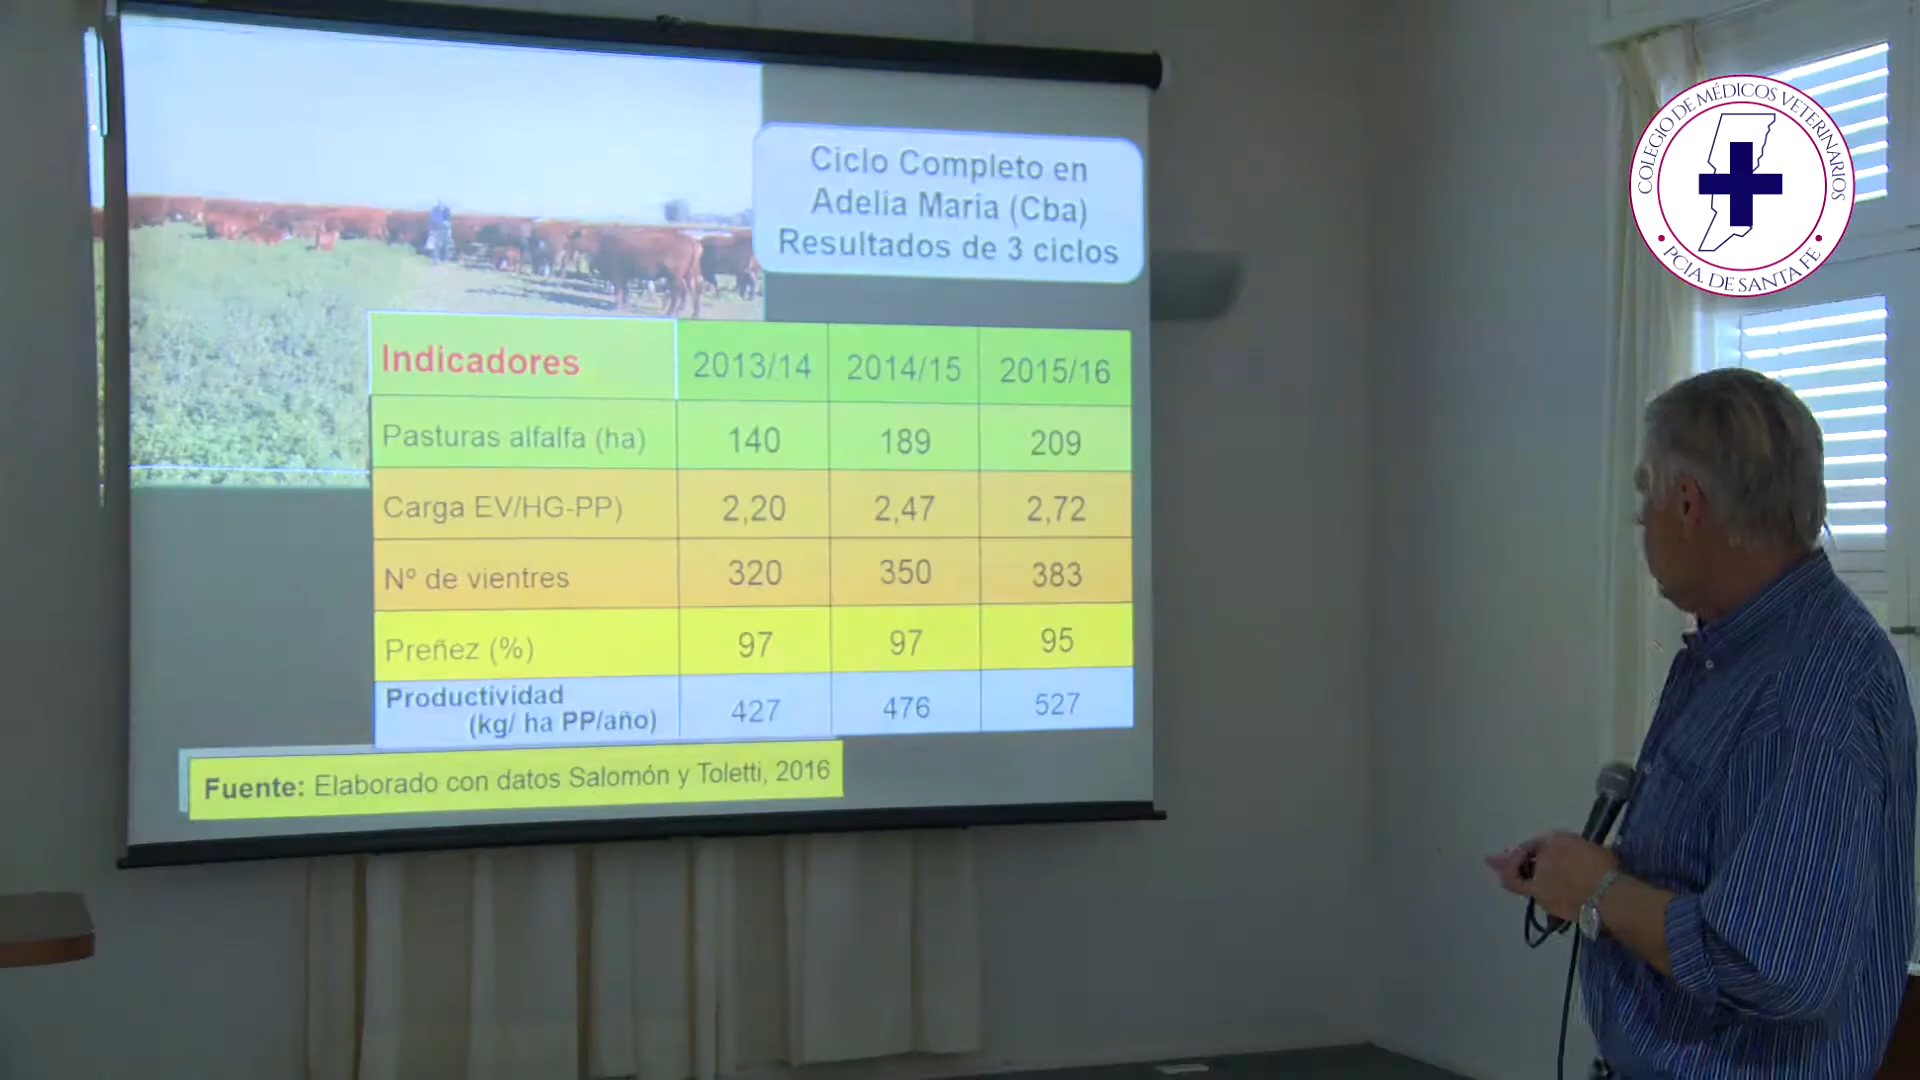 Ciclo Completo en
Adelia Maria (Cba)
Resultados de 3 ciclos
Indicadores 2013/14 2014/15 2015/16
Pasturas alfalfa (ha) 140 189 209
Carga EV/HG-PP) 2,20 2,47 2,72
Nº de vientres 320 350 383
Preñez (%) 97 97 95
Productividad
(kg/ ha PP/año) 427 476 527
Fuente: Elaborado con datos Salomón y Toletti, 2016
COLEGIO DE MÉDICOS VETERINARIOS
PCIA. DE SANTA FE